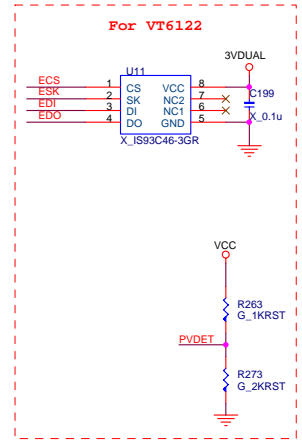 For VT6122
3VDUAL
U11
ECS 1 CS VCC 8
ESK 2 SK NC2 7
EDI 3 DI NC1 6
EDO 4 DO GND 5
C199
X_0.1u
X_IS93C46-3GR
VCC
R263
G_1KRST
PVDET
R273
G_2KRST